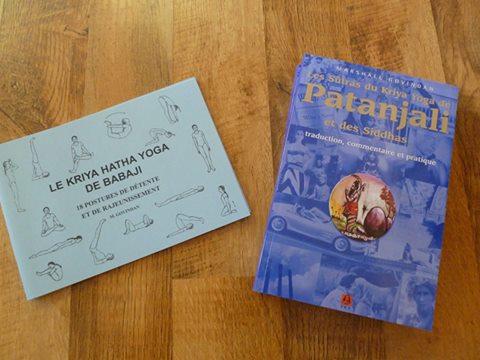 LE KRIYA HATHA YOGA
DE BABAJI
18 POSTURES DE DÉTENTE
ET DE RAJEUNISSEMENT
M. GOVINDAN
MARSHALL GOVINDAN
Les Sûtras du Kriya Yoga de
Patanjali
et des Siddhas
traduction, commentaire et pratique